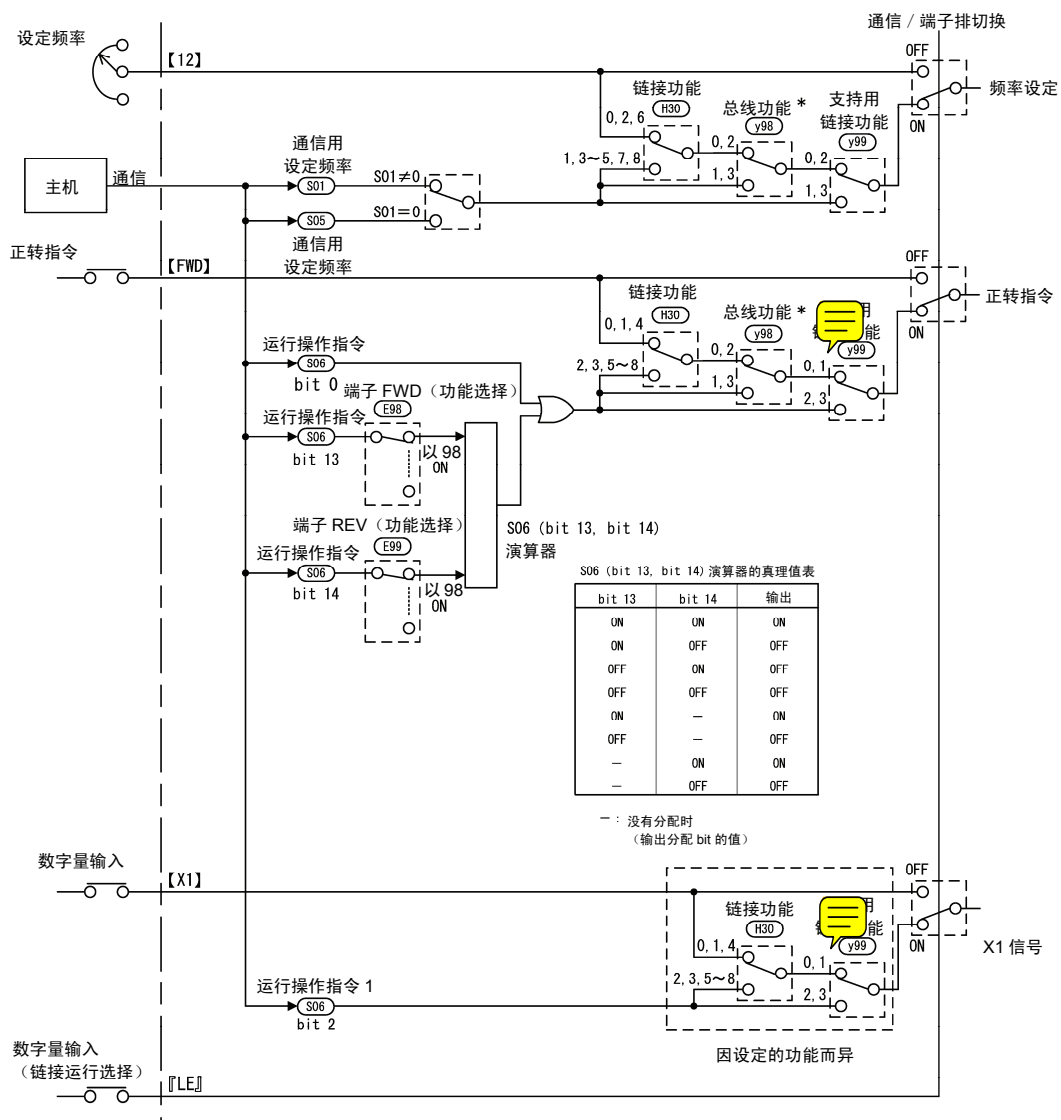 通信 / 端子排切换
设定频率
【12】
OFF
频率设定
ON
链接功能
H30
0, 2, 6
1, 3~5, 7, 8
总线功能 *
y98
0, 2
1, 3
支持用
链接功能
y99
0, 2
1, 3
主机
通信
通信用
设定频率
S01
S01≠0
S05
S01=0
通信用
设定频率
正转指令
【FWD】
OFF
正转指令
ON
链接功能
H30
0, 1, 4
2, 3, 5~8
总线功能 *
y98
0, 2
1, 3
用
能
y99
0, 1
2, 3
运行操作指令
S06
bit 0
端子 FWD（功能选择）
E98
运行操作指令
S06
bit 13
以 98
ON
端子 REV（功能选择）
E99
运行操作指令
S06
bit 14
以 98
ON
S06 (bit 13, bit 14)
演算器
S06 (bit 13, bit 14) 演算器的真理值表
bit 13 bit 14 输出
ON ON ON
ON OFF OFF
OFF ON OFF
OFF OFF OFF
ON — ON
OFF — OFF
— ON ON
— OFF OFF
—：没有分配时
（输出分配 bit 的值）
数字量输入
【X1】
OFF
X1 信号
ON
链接功能
H30
0, 1, 4
2, 3, 5~8
用
能
y99
0, 1
2, 3
运行操作指令 1
S06
bit 2
因设定的功能而异
数字量输入
（链接运行选择）
『LE』